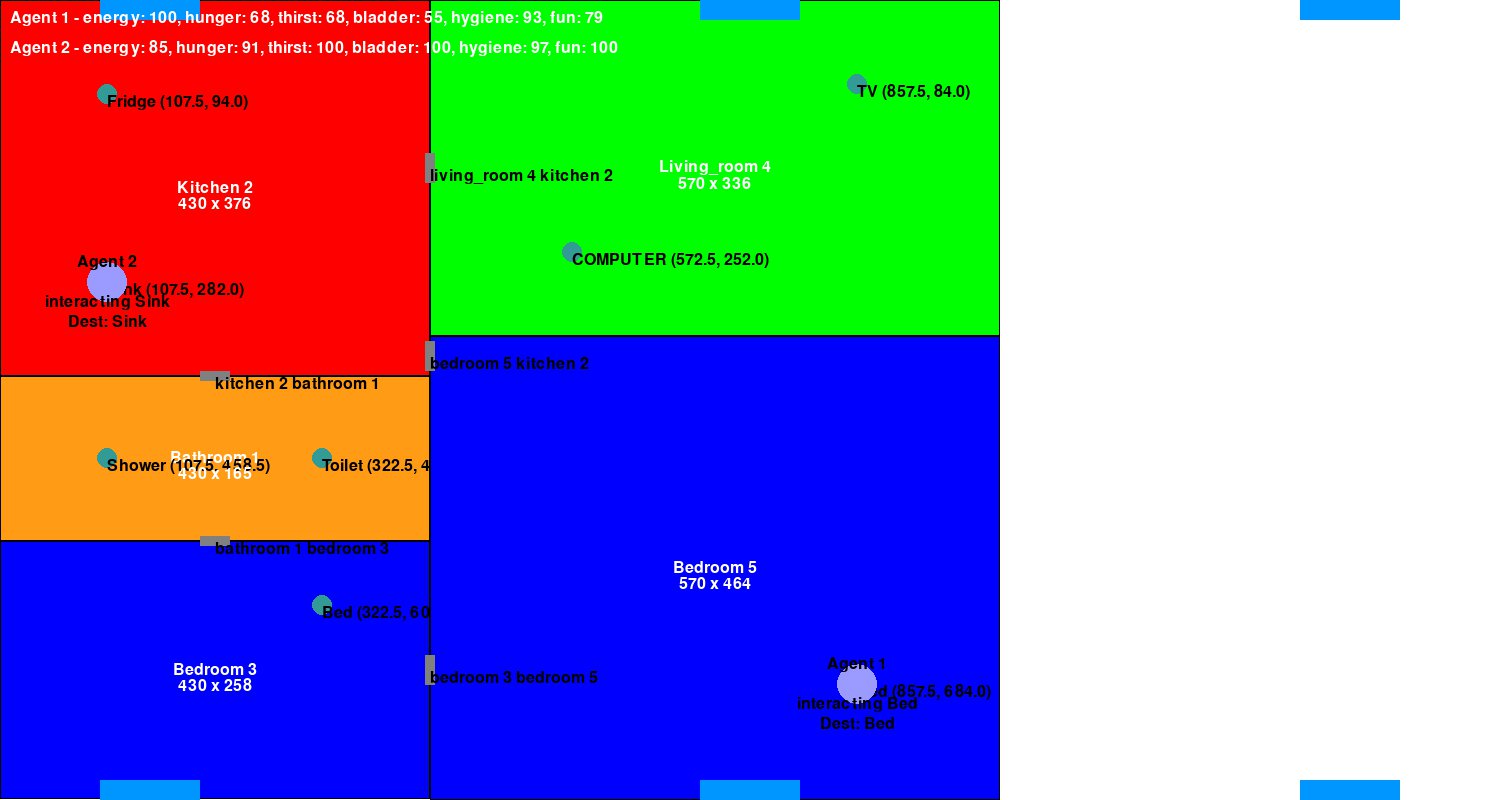 Agent 1 - energy: 100, hunger: 68, thirst: 68, bladder: 55, hygiene: 93, fun: 79
Agent 2 - energy: 85, hunger: 91, thirst: 100, bladder: 100, hygiene: 97, fun: 100
Fridge (107.5, 94.0)
TV (857.5, 84.0)
living_room 4 kitchen 2
Living_room 4
570 x 336
Kitchen 2
430 x 376
COMPUTER (572.5, 252.0)
Agent 2
nk (107.5, 282.0)
interacting Sink
Dest: Sink
bedroom 5 kitchen 2
kitchen 2 bathroom 1
Bathroom 1
430 x 165
Shower (107.5, 458.5)
Toilet (322.5, 4
bathroom 1 bedroom 3
Bedroom 5
570 x 464
Bed (322.5, 60
Bedroom 3
430 x 258
bedroom 3 bedroom 5
Agent 1
d (857.5, 684.0)
interacting Bed
Dest: Bed